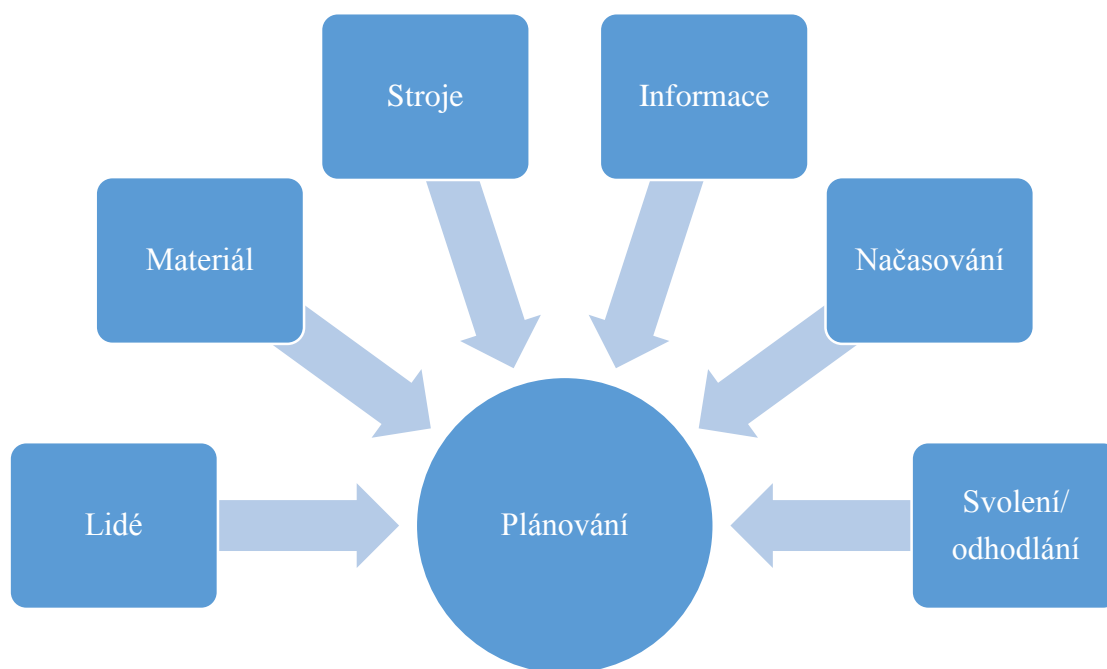 Stroje
Informace
Materiál
Načasování
Lidé
Plánování
Svolení/
odhodlání